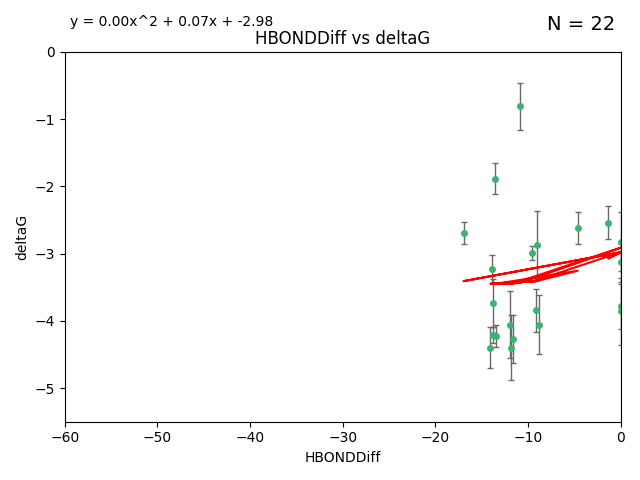 y = 0.00x^2 + 0.07x + -2.98
N = 22
HBONDDiff vs deltaG
0
−1
−2
−3
−4
−5
deltaG
−60
−50
−40
−30
−20
−10
0
HBONDDiff